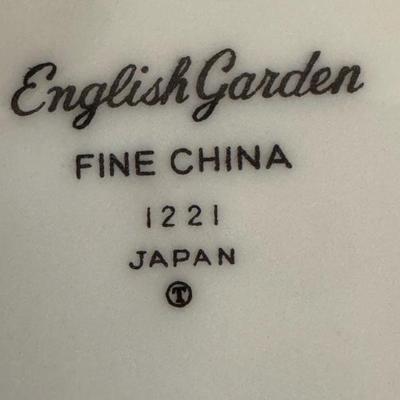 English Garden
FINE CHINA
1221
JAPAN
T